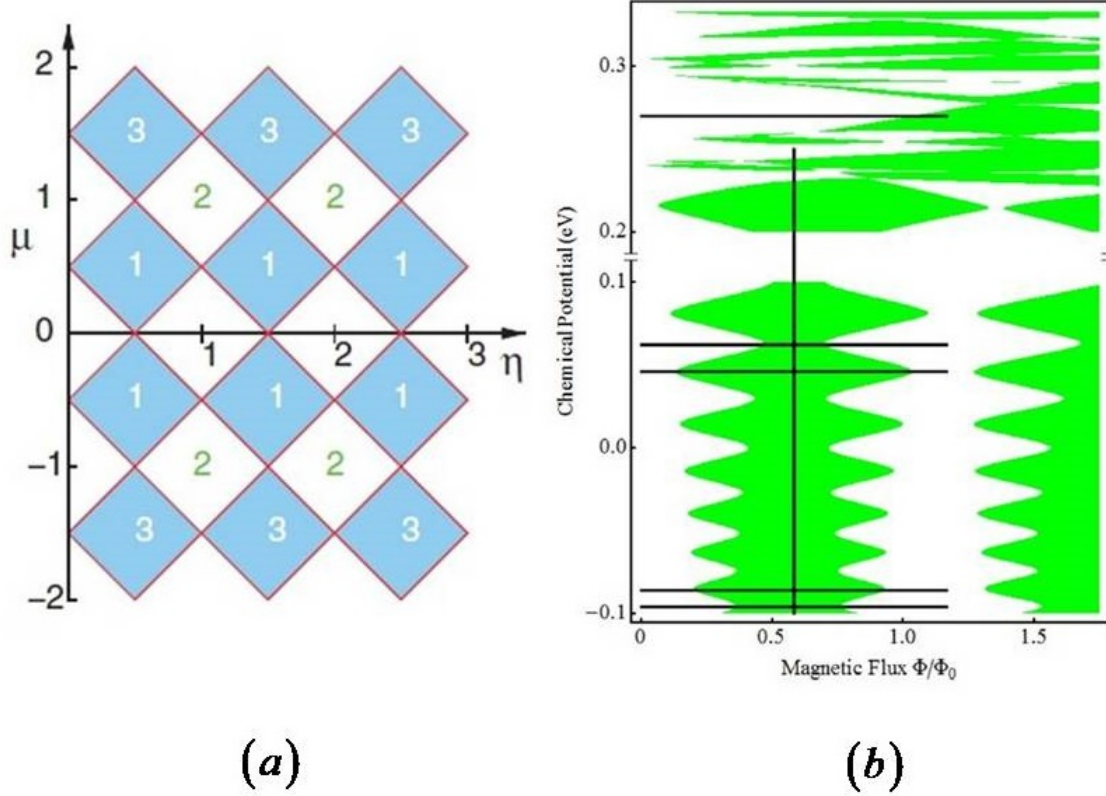 2
3 3 3
1
2 2
μ
1 1 1
0
1 2 3
η
1 1 1
-1
2 2
3 3 3
-2
0.3
0.2
0.1
0.0
-0.1
Chemical Potential (eV)
0 0.5 1.0 1.5
Magnetic Flux Φ/Φ₀
(a)
(b)